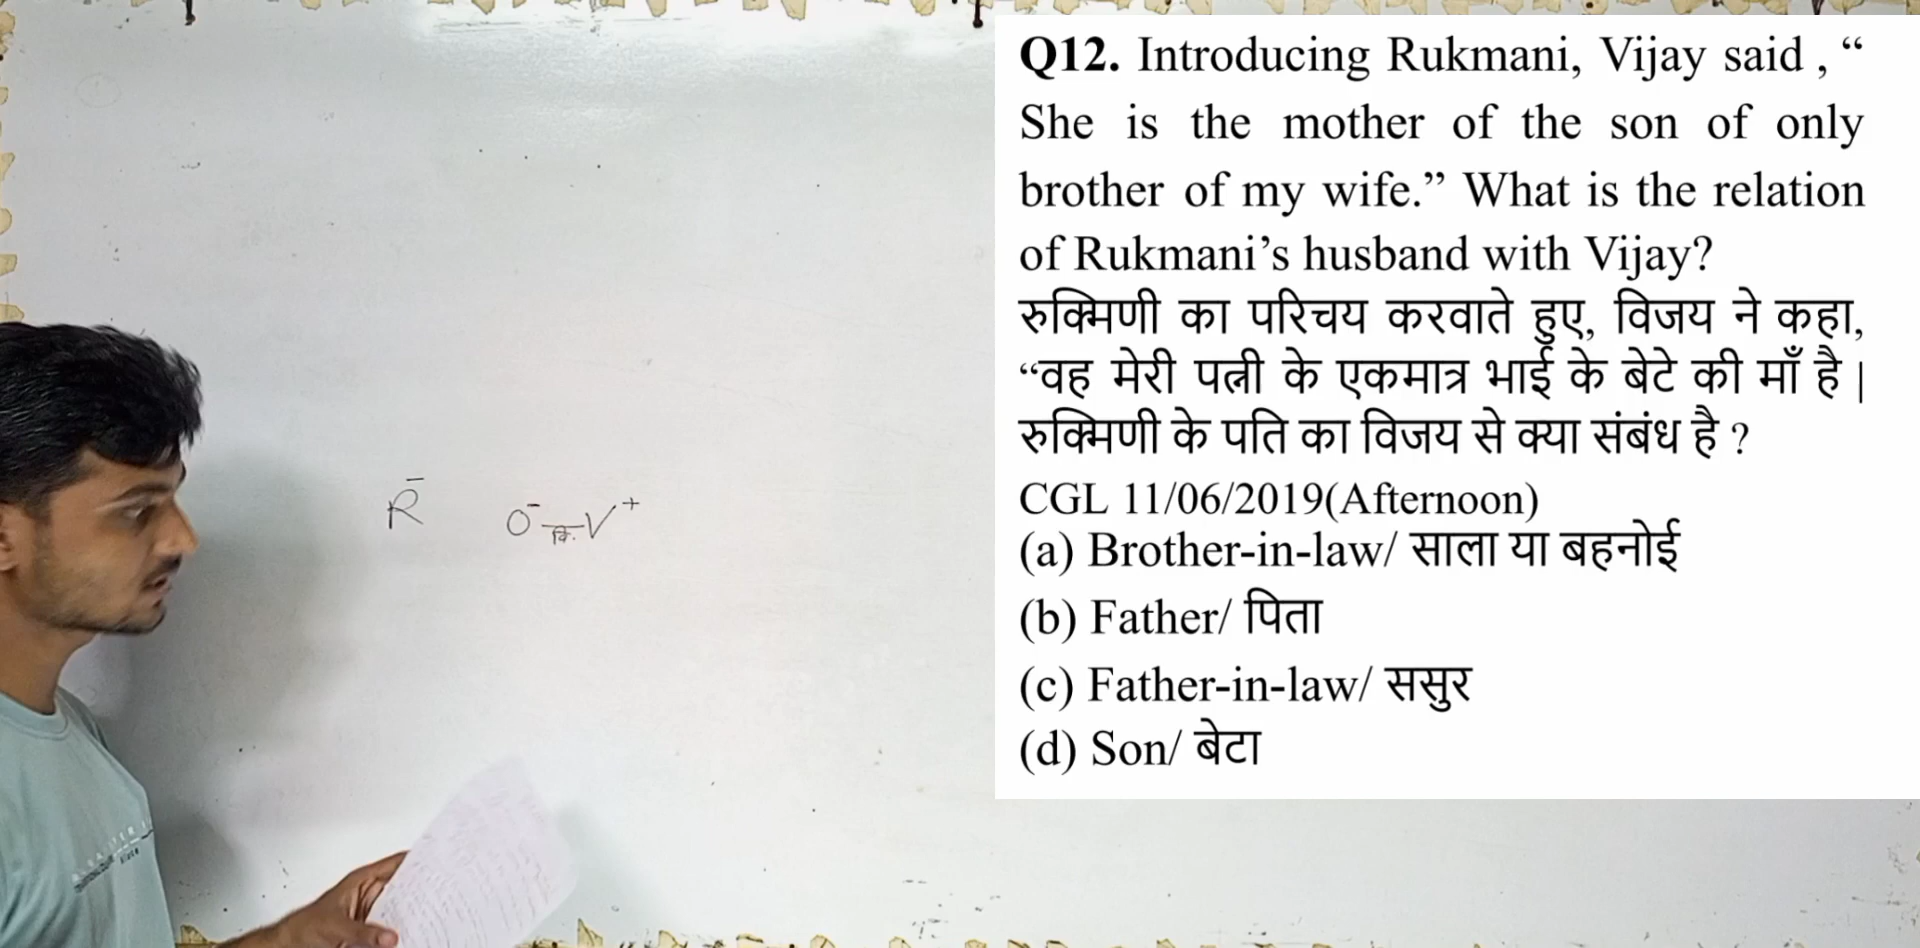 Q12. Introducing Rukmani, Vijay said , “
She is the mother of the son of only
brother of my wife.” What is the relation
of Rukmani’s husband with Vijay?
रुक्मिणी का परिचय करवाते हुए, विजय ने कहा,
“वह मेरी पत्नी के एकमात्र भाई के बेटे की माँ है |
रुक्मिणी के पति का विजय से क्या संबंध है ?
CGL 11/06/2019(Afternoon)
(a) Brother-in-law/ साला या बहनोई
(b) Father/ पिता
(c) Father-in-law/ ससुर
(d) Son/ बेटा
R⁻ O⁻ वि. V⁺